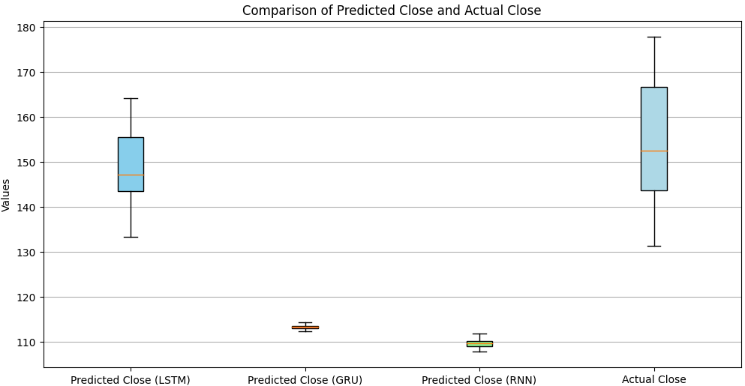 Comparison of Predicted Close and Actual Close
180
170
160
150
140
130
120
110
Values
Predicted Close (LSTM)
Predicted Close (GRU)
Predicted Close (RNN)
Actual Close